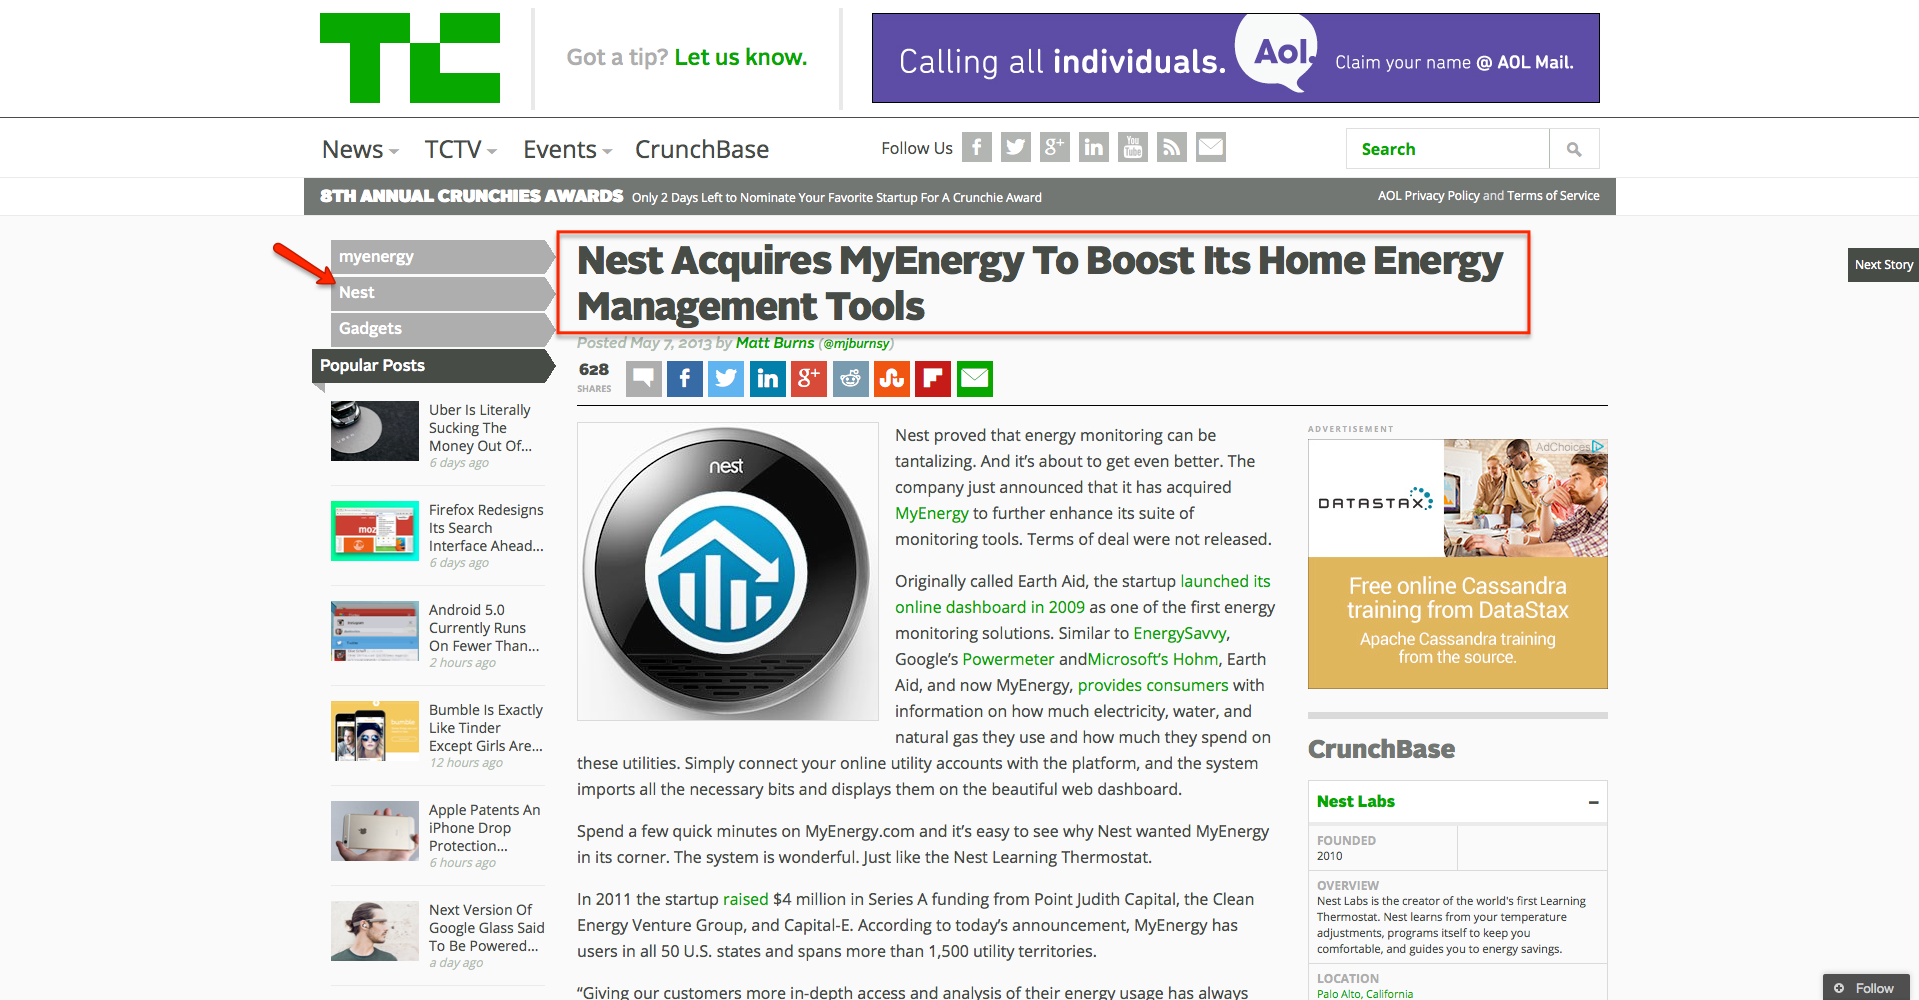 TC
Got a tip? Let us know.
Calling all individuals. Aol. Claim your name @ AOL Mail.
News TCTV Events CrunchBase
Follow Us
Search
8TH ANNUAL CRUNCHIES AWARDS Only 2 Days Left to Nominate Your Favorite Startup For A Crunchie Award
AOL Privacy Policy and Terms of Service
myenergy
Nest
Gadgets
Popular Posts
Uber Is Literally
Sucking The
Money Out Of...
6 days ago
Firefox Redesigns
Its Search
Interface Ahead...
6 days ago
Android 5.0
Currently Runs
On Fewer Than...
2 hours ago
Bumble Is Exactly
Like Tinder
Except Girls Are...
12 hours ago
Apple Patents An
iPhone Drop
Protection...
6 hours ago
Next Version Of
Google Glass Said
To Be Powered...
a day ago
Nest Acquires MyEnergy To Boost Its Home Energy
Management Tools
Posted May 7, 2013 by Matt Burns (@mjburnsy)
628
SHARES
nest
Nest proved that energy monitoring can be
tantalizing. And it's about to get even better. The
company just announced that it has acquired
MyEnergy to further enhance its suite of
monitoring tools. Terms of deal were not released.
Originally called Earth Aid, the startup launched its
online dashboard in 2009 as one of the first energy
monitoring solutions. Similar to EnergySavvy,
Google's Powermeter andMicrosoft's Hohm, Earth
Aid, and now MyEnergy, provides consumers with
information on how much electricity, water, and
natural gas they use and how much they spend on
these utilities. Simply connect your online utility accounts with the platform, and the system
imports all the necessary bits and displays them on the beautiful web dashboard.
Spend a few quick minutes on MyEnergy.com and it's easy to see why Nest wanted MyEnergy
in its corner. The system is wonderful. Just like the Nest Learning Thermostat.
In 2011 the startup raised $4 million in Series A funding from Point Judith Capital, the Clean
Energy Venture Group, and Capital-E. According to today's announcement, MyEnergy has
users in all 50 U.S. states and spans more than 1,500 utility territories.
"Giving our customers more in-depth access and analysis of their energy usage has always
ADVERTISEMENT
AdChoices
DATASTAX
Free online Cassandra
training from DataStax
Apache Cassandra training
from the source.
CrunchBase
Nest Labs
FOUNDED
2010
OVERVIEW
Nest Labs is the creator of the world's first Learning
Thermostat. Nest learns from your temperature
adjustments, programs itself to keep you
comfortable, and guides you to energy savings.
LOCATION
Palo Alto, California
Next Story
Follow